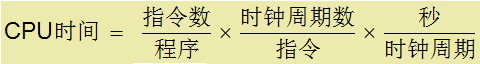 CPU时间 = 指令数/程序 × 时钟周期数/指令 × 秒/时钟周期